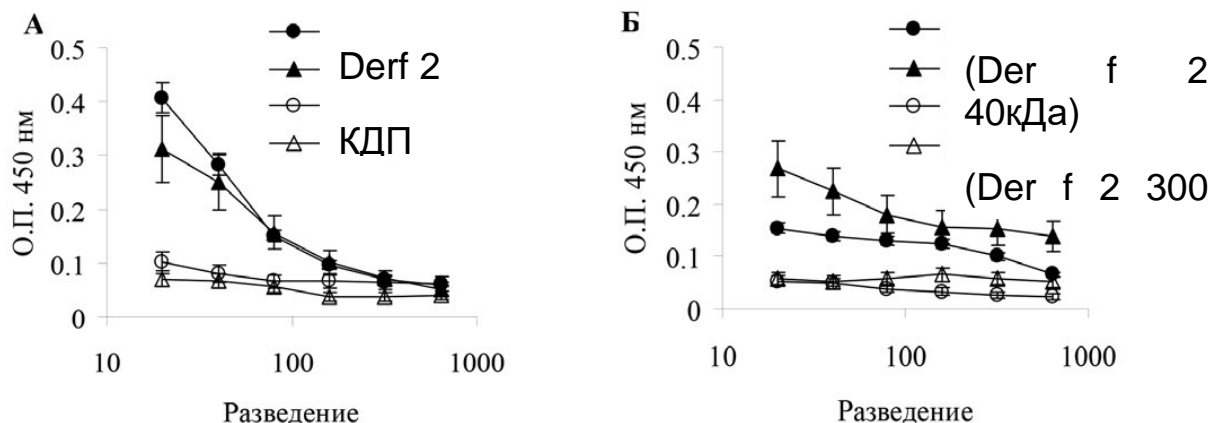 А
Derf 2
КДП
0.5
0.4
0.3
0.2
0.1
0
О.П. 450 нм
10 100 1000
Разведение
Б
(Der f 2
40кДа)
(Der f 2 300
0.5
0.4
0.3
0.2
0.1
0
О.П. 450 нм
10 100 1000
Разведение